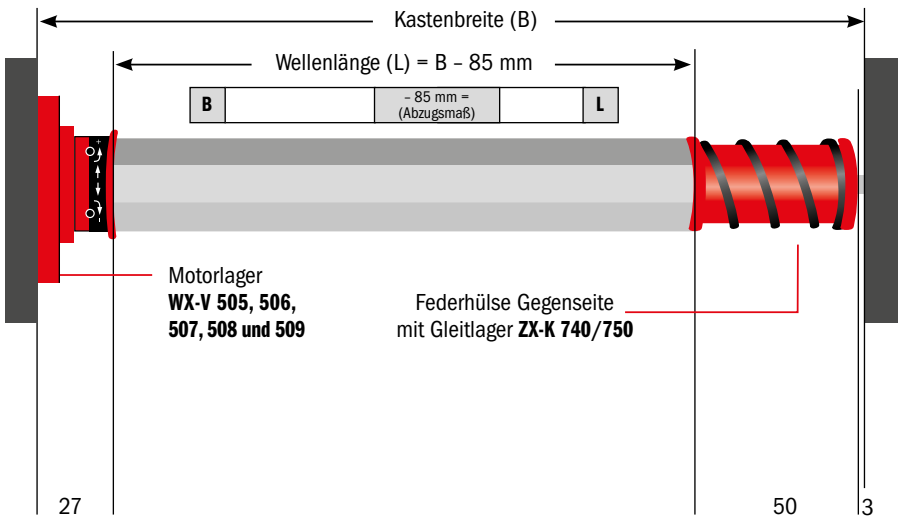 Kastenbreite (B)
Wellenlänge (L) = B – 85 mm
B
– 85 mm =
(Abzugsmaß)
L
+
-
Motorlager
WX-V 505, 506,
507, 508 und 509
Federhülse Gegenseite
mit Gleitlager ZX-K 740/750
27
50
3